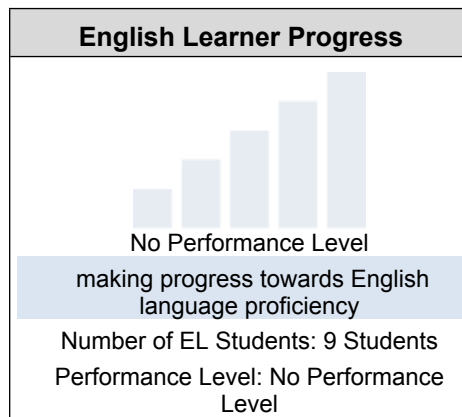 English Learner Progress
No Performance Level
making progress towards English
language proficiency
Number of EL Students: 9 Students
Performance Level: No Performance
Level